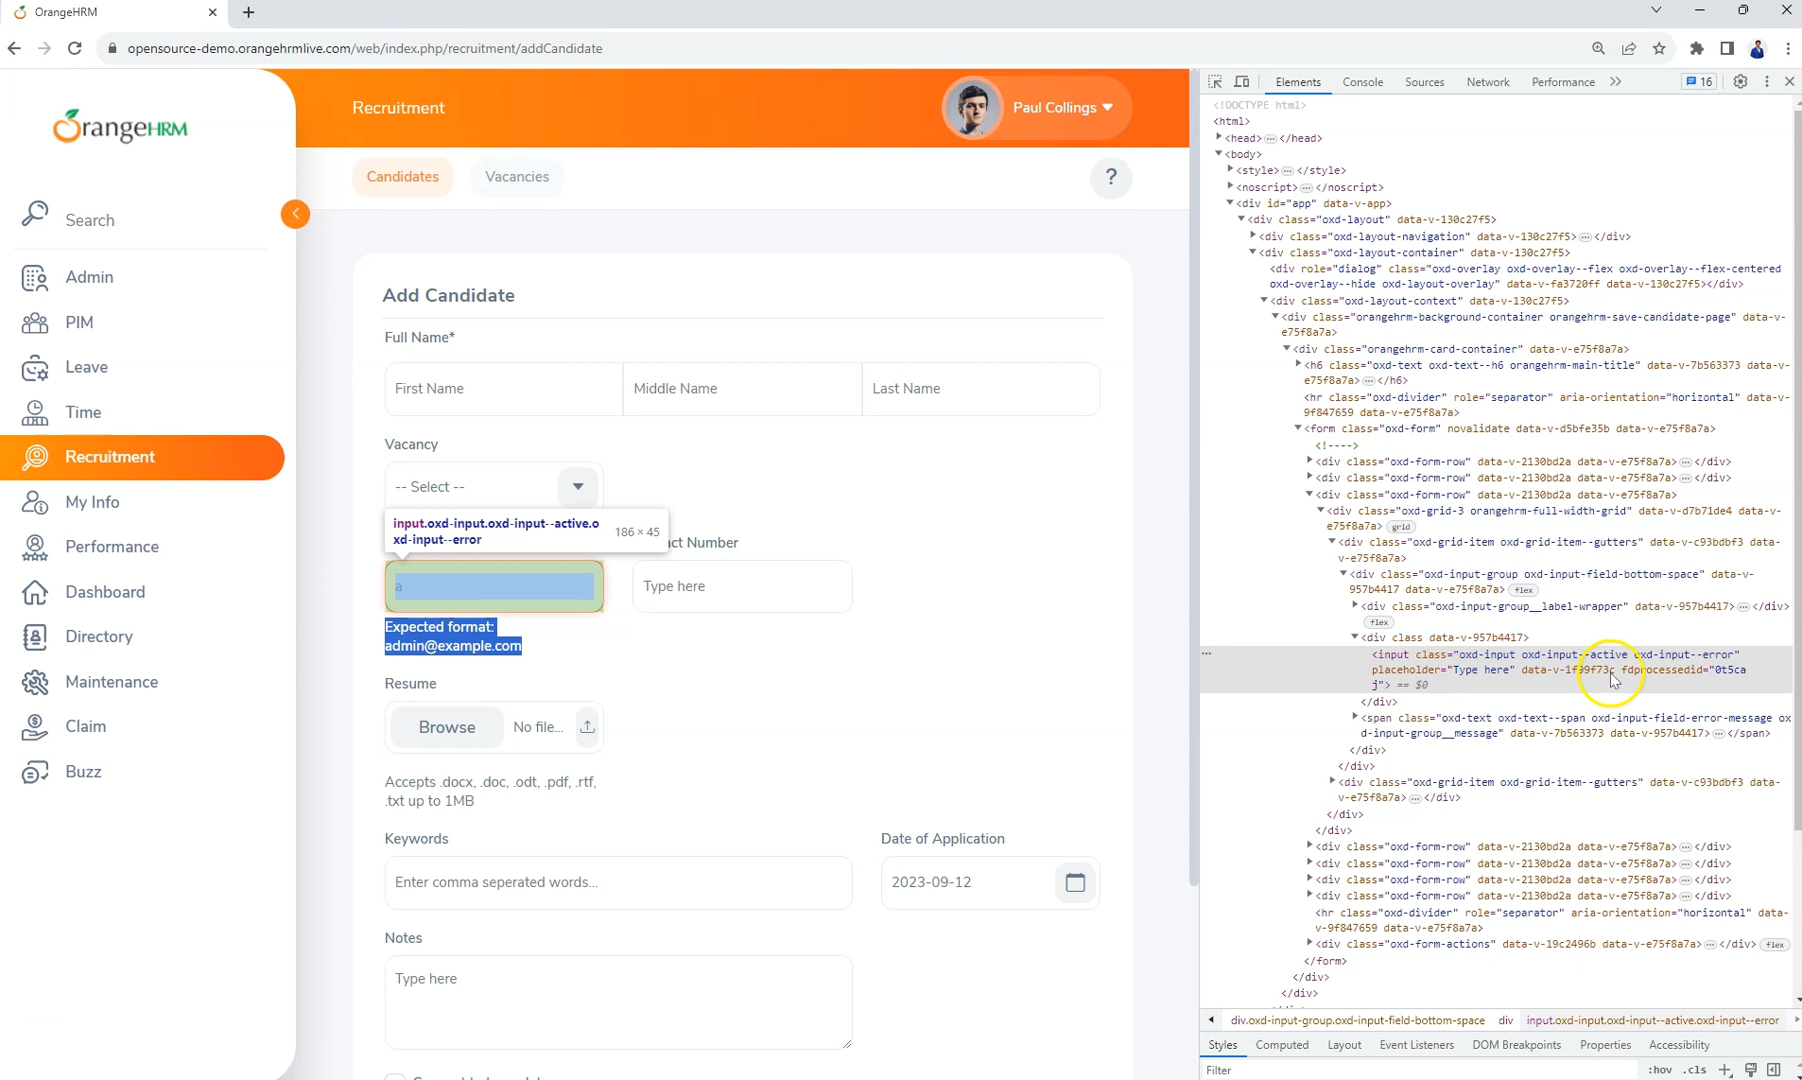 OrangeHRM
opensource-demo.orangehrmlive.com/web/index.php/recruitment/addCandidate
OrangeHRM
Search
Admin
PIM
Leave
Time
Recruitment
My Info
Performance
Dashboard
Directory
Maintenance
Claim
Buzz
Recruitment
Paul Collings
Candidates
Vacancies
?
Add Candidate
Full Name*
First Name
Middle Name
Last Name
Vacancy
-- Select --
input.oxd-input.oxd-input--active.o
xd-input--error
186 × 45
act Number
a
Type here
Expected format:
admin@example.com
Resume
Browse
No file...
Accepts .docx, .doc, .odt, .pdf, .rtf,
.txt up to 1MB
Keywords
Date of Application
Enter comma seperated words...
2023-09-12
Notes
Type here
Elements Console Sources Network Performance 16
<!DOCTYPE html>
<html>
<head> </head>
<body>
<style> </style>
<noscript> </noscript>
<div id="app" data-v-app>
<div class="oxd-layout" data-v-130c27f5>
<div class="oxd-layout-navigation" data-v-130c27f5> </div>
<div class="oxd-layout-container" data-v-130c27f5>
<div role="dialog" class="oxd-overlay oxd-overlay--flex oxd-overlay--flex-centered
oxd-overlay--hide oxd-layout-overlay" data-v-fa3720ff data-v-130c27f5></div>
<div class="oxd-layout-context" data-v-130c27f5>
<div class="orangehrm-background-container orangehrm-save-candidate-page" data-v-
e75f8a7a>
<div class="orangehrm-card-container" data-v-e75f8a7a>
<h6 class="oxd-text oxd-text--h6 orangehrm-main-title" data-v-7b563373 data-v-
e75f8a7a> </h6>
<hr class="oxd-divider" role="separator" aria-orientation="horizontal" data-v-
9f847659 data-v-e75f8a7a>
<form class="oxd-form" novalidate data-v-d5bfe35b data-v-e75f8a7a>
<!---->
<div class="oxd-form-row" data-v-2130bd2a data-v-e75f8a7a> </div>
<div class="oxd-form-row" data-v-2130bd2a data-v-e75f8a7a> </div>
<div class="oxd-form-row" data-v-2130bd2a data-v-e75f8a7a>
<div class="oxd-grid-3 orangehrm-full-width-grid" data-v-d7b71de4 data-v-
e75f8a7a> grid
<div class="oxd-grid-item oxd-grid-item--gutters" data-v-c93bdbf3 data-
v-e75f8a7a>
<div class="oxd-input-group oxd-input-field-bottom-space" data-v-
957b4417 data-v-e75f8a7a> flex
<div class="oxd-input-group__label-wrapper" data-v-957b4417> </div>
flex
<div class data-v-957b4417>
<input class="oxd-input oxd-input--active oxd-input--error"
placeholder="Type here" data-v-1f99f73c fdprocessedid="0t5ca
j"> == $0
</div>
<span class="oxd-text oxd-text--span oxd-input-field-error-message ox
d-input-group__message" data-v-7b563373 data-v-957b4417> </span>
</div>
</div>
<div class="oxd-grid-item oxd-grid-item--gutters" data-v-c93bdbf3 data-
v-e75f8a7a> </div>
</div>
</div>
<div class="oxd-form-row" data-v-2130bd2a data-v-e75f8a7a> </div>
<div class="oxd-form-row" data-v-2130bd2a data-v-e75f8a7a> </div>
<div class="oxd-form-row" data-v-2130bd2a data-v-e75f8a7a> </div>
<div class="oxd-form-row" data-v-2130bd2a data-v-e75f8a7a> </div>
<hr class="oxd-divider" role="separator" aria-orientation="horizontal" data-
v-9f847659 data-v-e75f8a7a>
<div class="oxd-form-actions" data-v-19c2496b data-v-e75f8a7a> </div> flex
</form>
</div>
</div>
div.oxd-input-group.oxd-input-field-bottom-space div input.oxd-input.oxd-input--active.oxd-input--error
Styles Computed Layout Event Listeners DOM Breakpoints Properties Accessibility
Filter :hov .cls